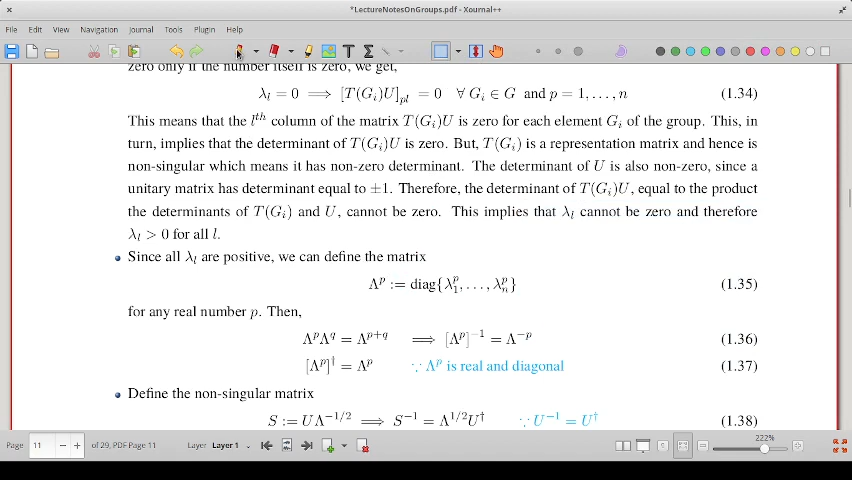 *LectureNotesOnGroups.pdf - Xournal++
File Edit View Navigation Journal Tools Plugin Help
zero only if the number itself is zero, we get,
λ_l = 0 ⟹ [T(G_i)U]_{pl} = 0 ∀ G_i ∈ G and p = 1, . . . , n (1.34)
This means that the l^{th} column of the matrix T(G_i)U is zero for each element G_i of the group. This, in
turn, implies that the determinant of T(G_i)U is zero. But, T(G_i) is a representation matrix and hence is
non-singular which means it has non-zero determinant. The determinant of U is also non-zero, since a
unitary matrix has determinant equal to ±1. Therefore, the determinant of T(G_i)U, equal to the product
the determinants of T(G_i) and U, cannot be zero. This implies that λ_l cannot be zero and therefore
λ_l > 0 for all l.
Since all λ_l are positive, we can define the matrix
Λ^p := diag{λ_1^p, . . . , λ_n^p} (1.35)
for any real number p. Then,
Λ^pΛ^q = Λ^{p+q} ⟹ [Λ^p]^{-1} = Λ^{-p} (1.36)
[Λ^p]^† = Λ^p ∵ Λ^p is real and diagonal (1.37)
Define the non-singular matrix
S := UΛ^{-1/2} ⟹ S^{-1} = Λ^{1/2}U^† ∵ U^{-1} = U^† (1.38)
Page 11 of 29, PDF Page 11 Layer Layer 1 222%